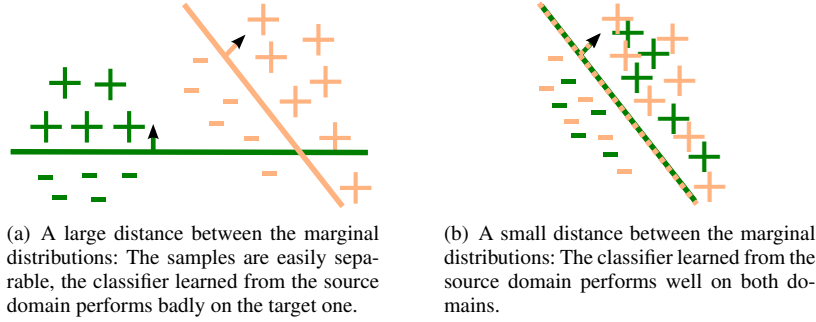 (a) A large distance between the marginal
distributions: The samples are easily sepa-
rable, the classifier learned from the source
domain performs badly on the target one.
(b) A small distance between the marginal
distributions: The classifier learned from the
source domain performs well on both do-
mains.